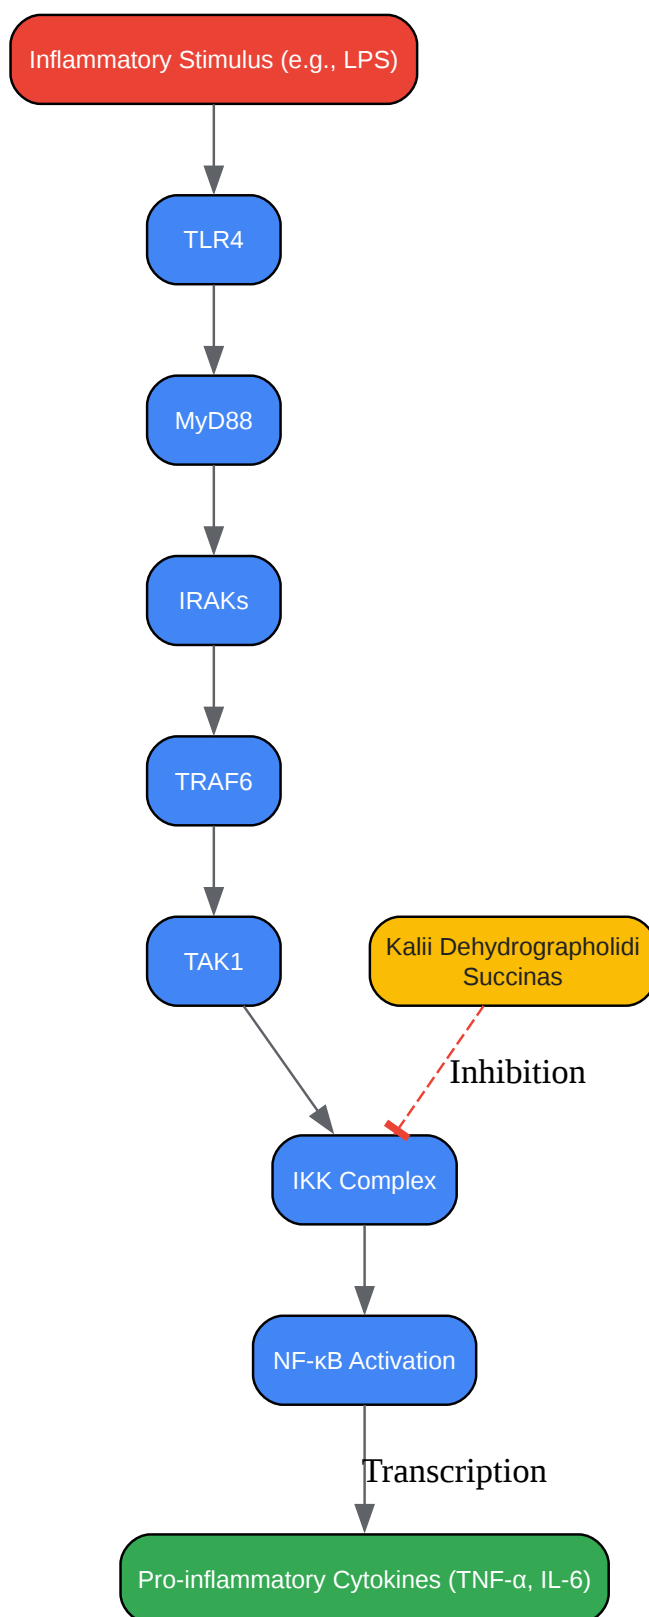 Inflammatory Stimulus (e.g., LPS)
TLR4
MyD88
IRAKs
TRAF6
TAK1
Kalii Dehydrographolidi
Succinas
Inhibition
IKK Complex
NF-κB Activation
Transcription
Pro-inflammatory Cytokines (TNF-α, IL-6)